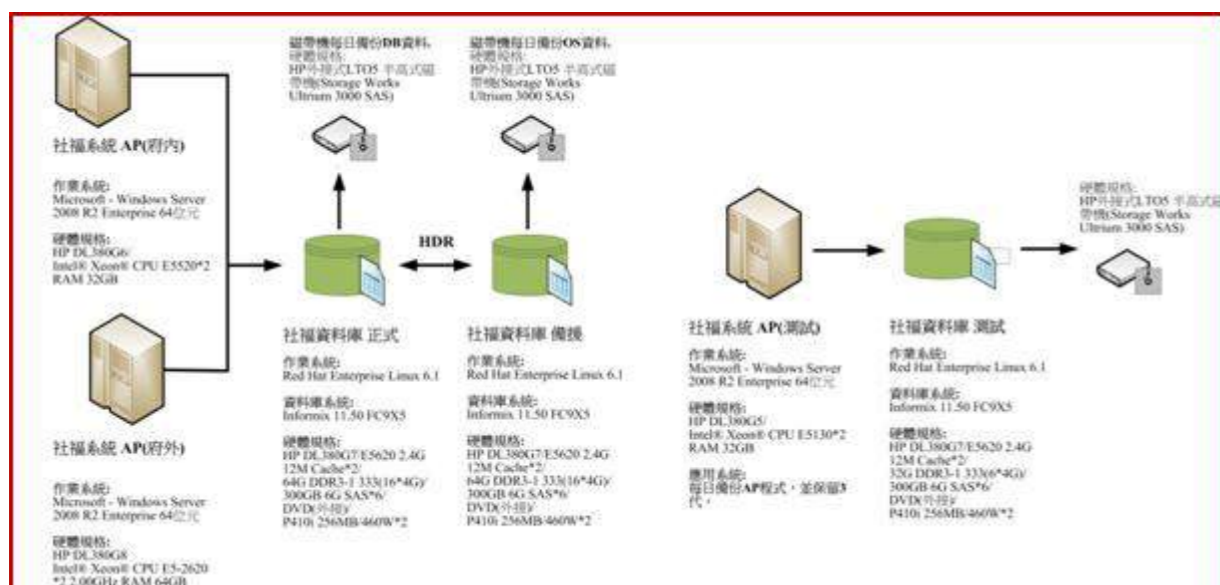 社福系統 AP(府內)
作業系統:
Microsoft - Windows Server
2008 R2 Enterprise 64位元
硬體規格:
HP DL380G6/
Intel® Xeon® CPU E5520*2
RAM 32GB
社福系統 AP(府外)
作業系統:
Microsoft - Windows Server
2008 R2 Enterprise 64位元
硬體規格:
HP DL380G8
Intel® Xeon® CPU E5-2620
*2 2.00GHz RAM 64GB
磁帶機每日備份DB資料,
硬體規格:
HP外接式LTO5 半高式磁
帶機(Storage Works
Ultrium 3000 SAS)
磁帶機每日備份OS資料,
硬體規格:
HP外接式LTO5 半高式磁
帶機(Storage Works
Ultrium 3000 SAS)
HDR
社福資料庫 正式
作業系統:
Red Hat Enterprise Linux 6.1
資料庫系統:
Informix 11.50 FC9X5
硬體規格:
HP DL380G7/E5620 2.4G
12M Cache*2/
64G DDR3-1 333(16*4G)/
300GB 6G SAS*6/
DVD(外接)/
P410i 256MB/460W*2
社福資料庫 備援
作業系統:
Red Hat Enterprise Linux 6.1
資料庫系統:
Informix 11.50 FC9X5
硬體規格:
HP DL380G7/E5620 2.4G
12M Cache*2/
64G DDR3-1 333(16*4G)/
300GB 6G SAS*6/
DVD(外接)/
P410i 256MB/460W*2
社福系統 AP(測試)
作業系統:
Microsoft - Windows Server
2008 R2 Enterprise 64位元
硬體規格:
HP DL380G5/
Intel® Xeon® CPU E5130*2
RAM 32GB
應用系統:
每日備份AP程式,並保留3
代,
社福資料庫 測試
作業系統:
Red Hat Enterprise Linux 6.1
資料庫系統:
Informix 11.50 FC9X5
硬體規格:
HP DL380G7/E5620 2.4G
12M Cache*2/
32G DDR3-1 333(6*4G)/
300GB 6G SAS*6/
DVD(外接)/
P410i 256MB/460W*2
硬體規格:
HP外接式LTO5 半高式磁
帶機(Storage Works
Ultrium 3000 SAS)